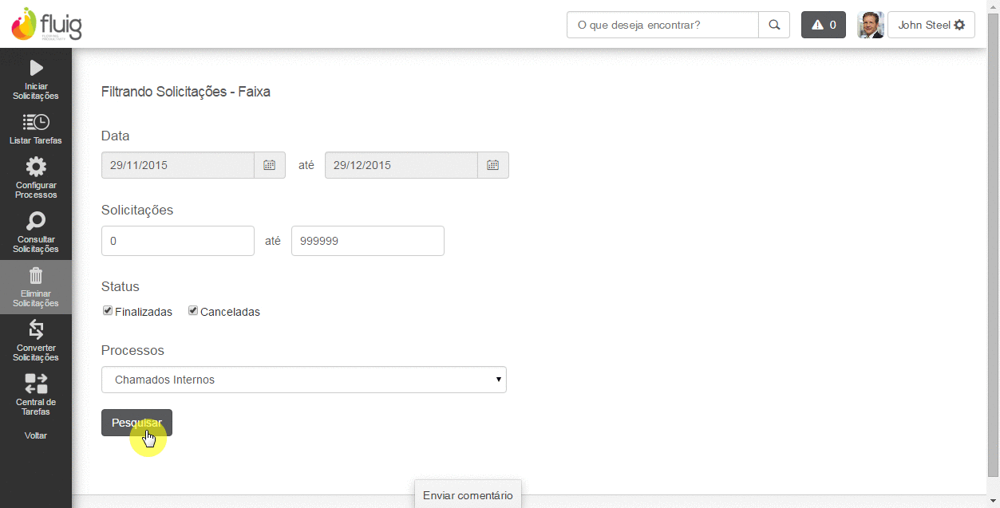 fluig
O que deseja encontrar?
0
John Steel
Iniciar
Solicitações
Listar Tarefas
Configurar
Processos
Consultar
Solicitações
Eliminar
Solicitações
Converter
Solicitações
Central de
Tarefas
Voltar
Filtrando Solicitações - Faixa
Data
29/11/2015 até 29/12/2015
Solicitações
0 até 999999
Status
Finalizadas Canceladas
Processos
Chamados Internos
Pesquisar
Enviar comentário